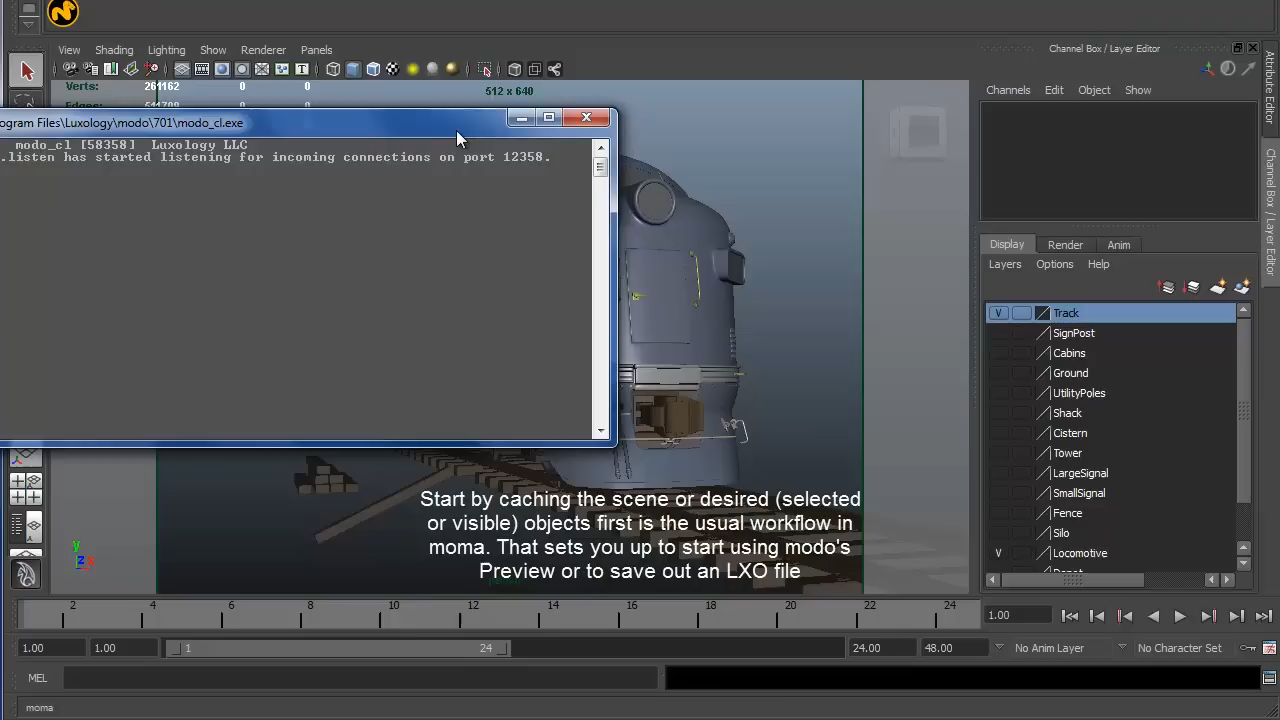 View Shading Lighting Show Renderer Panels
Channel Box / Layer Editor
Verts: 261162 0 0
512 x 640
Channels Edit Object Show
Attribute Editor
Channel Box / Layer Editor
ogram Files\Luxology\modo\701\modo_cl.exe
modo_cl [58358] Luxology LLC
.listen has started listening for incoming connections on port 12358.
Display Render Anim
Layers Options Help
V Track
SignPost
Cabins
Ground
UtilityPoles
Shack
Cistern
Tower
LargeSignal
SmallSignal
Fence
Silo
V Locomotive
Start by caching the scene or desired (selected
or visible) objects first is the usual workflow in
moma. That sets you up to start using modo's
Preview or to save out an LXO file
y
z x
2 4 6 8 10 12 14 16 18 20 22 24
1.00
1.00 1.00 1 24 24.00 48.00 No Anim Layer No Character Set
MEL
moma